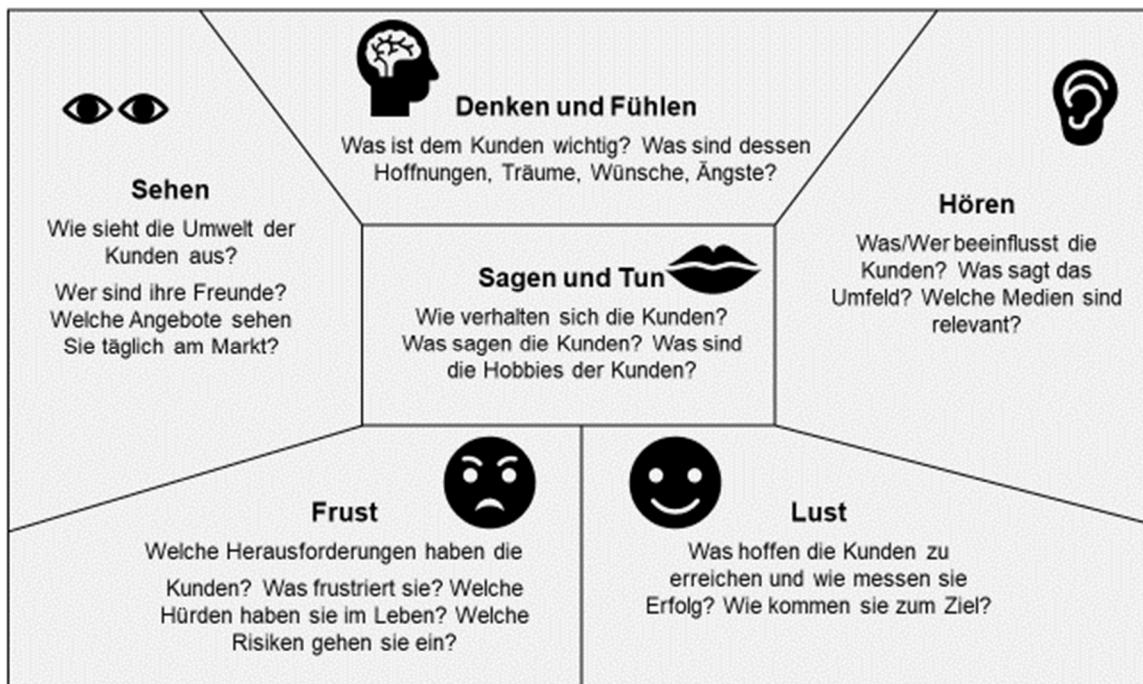 Denken und Fühlen
Was ist dem Kunden wichtig? Was sind dessen
Hoffnungen, Träume, Wünsche, Ängste?
Sehen
Wie sieht die Umwelt der
Kunden aus?
Wer sind ihre Freunde?
Welche Angebote sehen
Sie täglich am Markt?
Sagen und Tun
Wie verhalten sich die Kunden?
Was sagen die Kunden? Was sind
die Hobbies der Kunden?
Hören
Was/Wer beeinflusst die
Kunden? Was sagt das
Umfeld? Welche Medien sind
relevant?
Frust
Welche Herausforderungen haben die
Kunden? Was frustriert sie? Welche
Hürden haben sie im Leben? Welche
Risiken gehen sie ein?
Lust
Was hoffen die Kunden zu
erreichen und wie messen sie
Erfolg? Wie kommen sie zum Ziel?